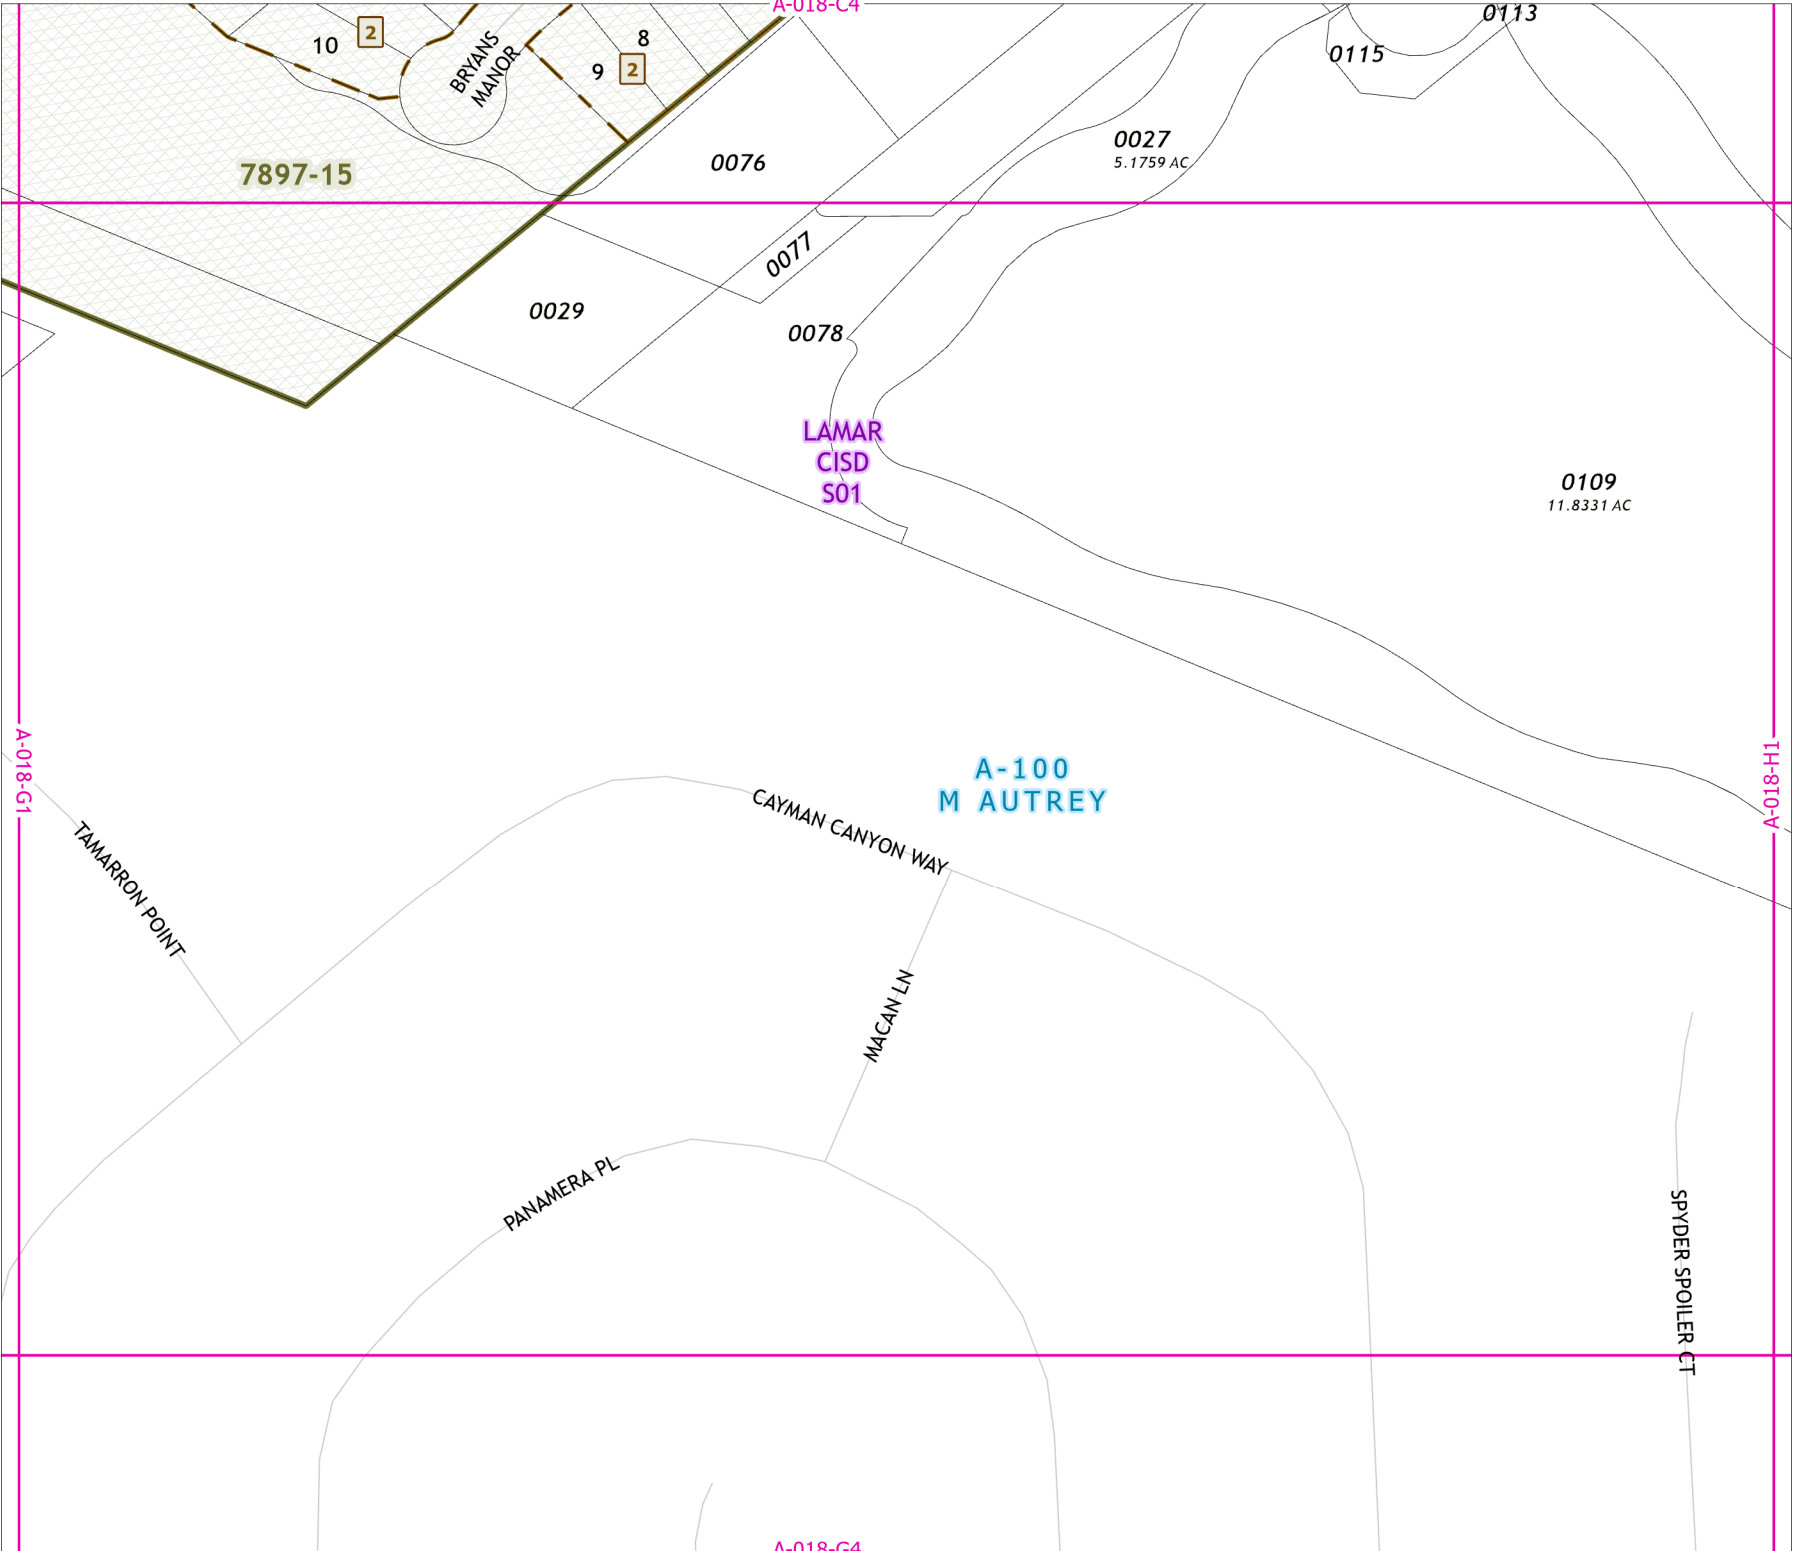 A-018-C4
0113
10
2
8
9
2
BRYANS
MANOR
0115
0027
5.1759 AC
0076
7897-15
0077
0029
0078
LAMAR
CISD
S01
0109
11.8331 AC
A-018-G1
A-018-H1
A-100
M AUTREY
CAYMAN CANYON WAY
TAMARRON POINT
MACAN LN
PANAMERA PL
SPYDER SPOILER CT
A-018-G4